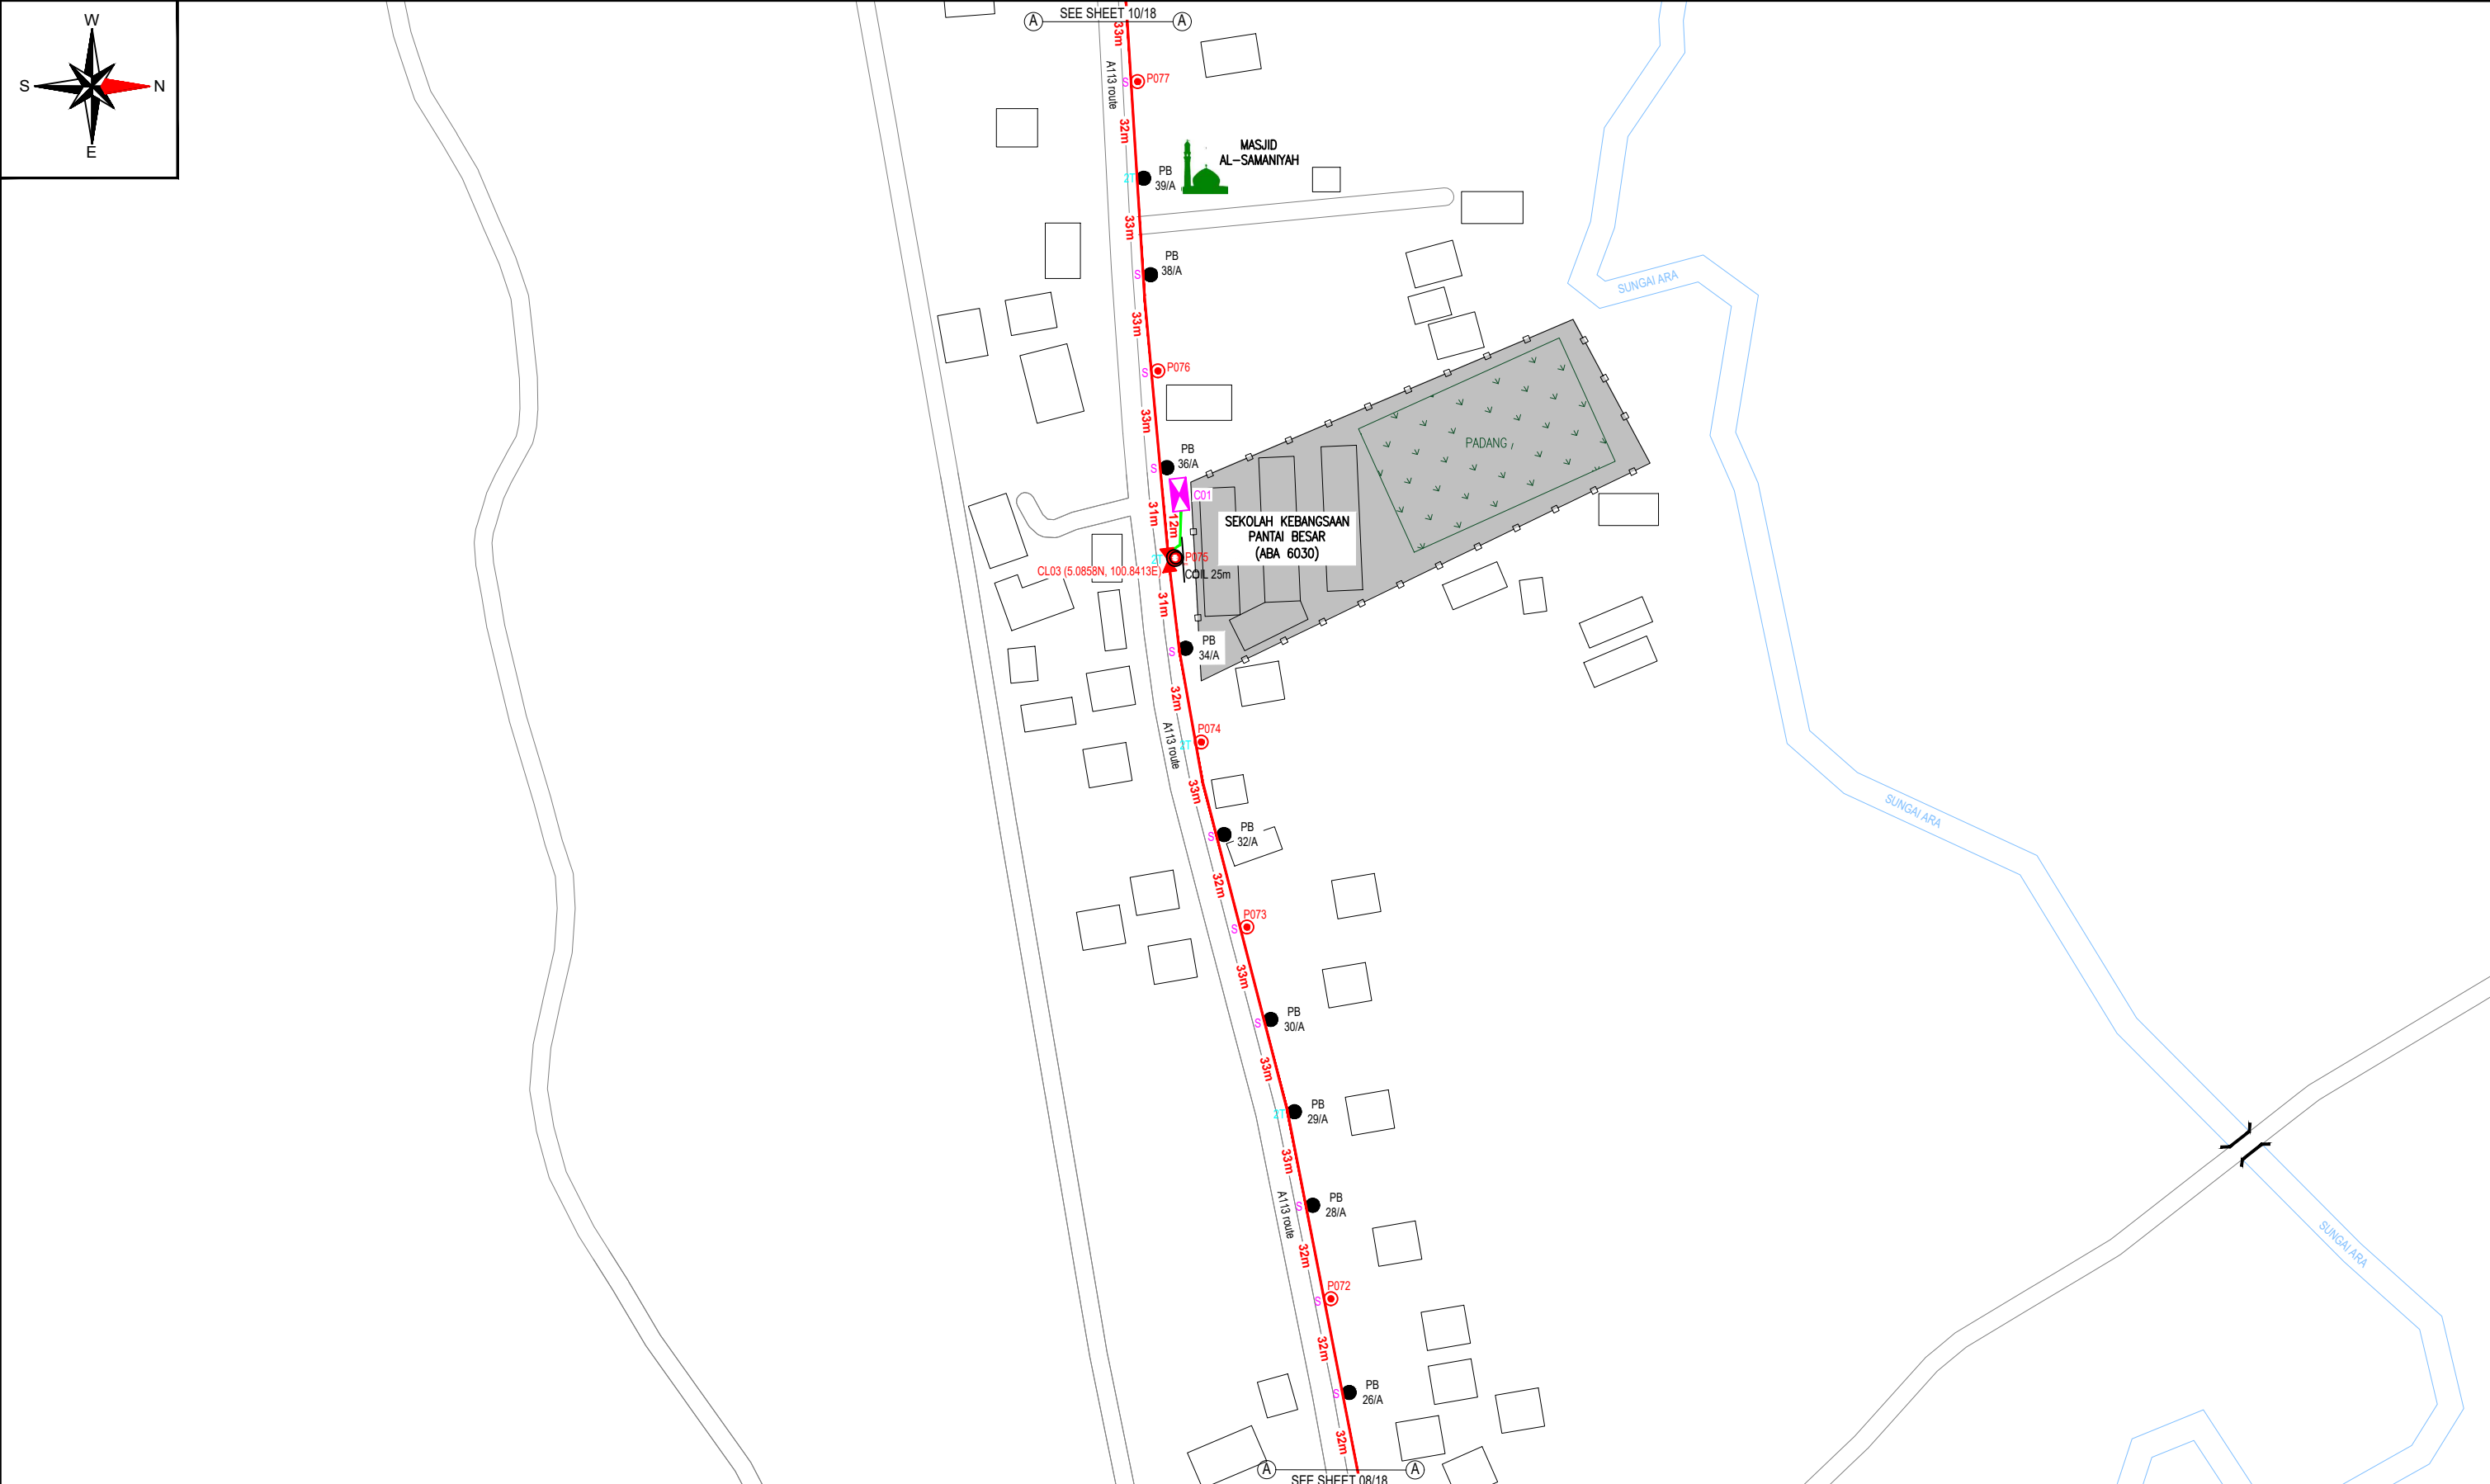 SEE SHEET 10/18
A
A
W
S
N
E
33m
A113 route
S
P077
32m
MASJID
AL-SAMANIYAH
2T
PB
39/A
33m
S
PB
38/A
SUNGAI ARA
33m
S
P076
33m
PADANG
S
PB
36/A
C01
31m
12m
SEKOLAH KEBANGSAAN
PANTAI BESAR
(ABA 6030)
2T
P075
CL03 (5.0858N, 100.8413E)
COIL 25m
31m
S
PB
34/A
32m
A113 route
2T
P074
33m
SUNGAI ARA
S
PB
32/A
32m
S
P073
33m
S
PB
30/A
33m
2T
PB
29/A
33m
A113 route
S
PB
28/A
32m
SUNGAI ARA
S
P072
32m
S
PB
26/A
32m
A
A
SEE SHEET 08/18